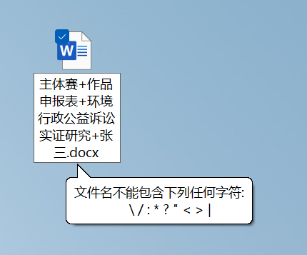 W
主体赛+作品
申报表+环境
行政公益诉讼
实证研究+张
三.docx
文件名不能包含下列任何字符:
\ / : * ? " < > |